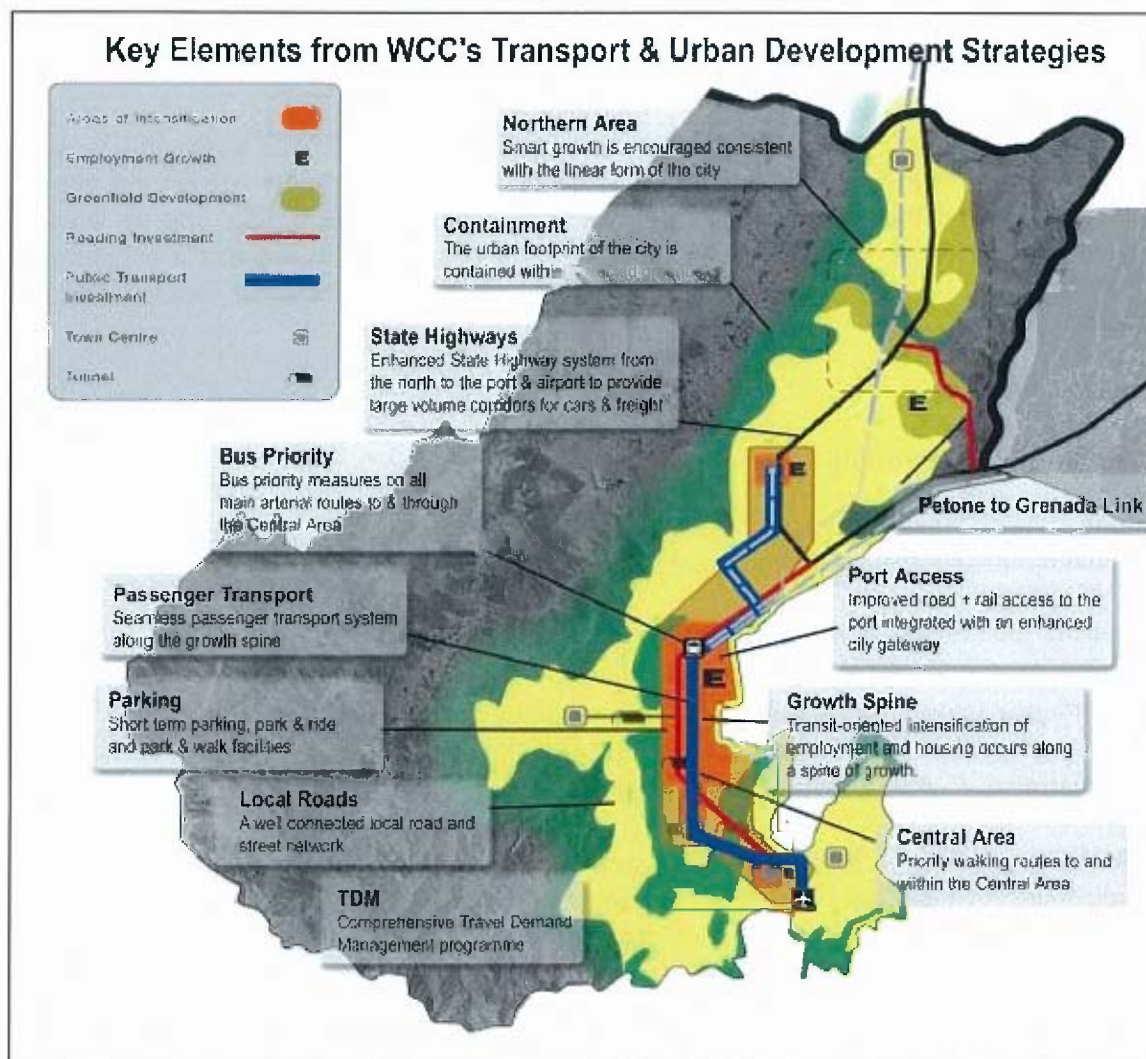 Key Elements from WCC's Transport & Urban Development Strategies
Areas of Intensification
Employment Growth
E
Greenfield Development
Roading Investment
Public Transport
Investment
Town Centre
Tunnel
Northern Area
Smart growth is encouraged consistent
with the linear form of the city
Containment
The urban footprint of the city is
contained within
State Highways
Enhanced State Highway system from
the north to the port & airport to provide
large volume corridors for cars & freight
E
Bus Priority
Bus priority measures on all
main arterial routes to & through
the Central Area
E
Petone to Grenada Link
Passenger Transport
Seamless passenger transport system
along the growth spine
Port Access
Improved road + rail access to the
port integrated with an enhanced
city gateway
E
Parking
Short term parking, park & ride
and park & walk facilities
Growth Spine
Transit-oriented intensification of
employment and housing occurs along
a spine of growth.
Local Roads
A well connected local road and
street network
Central Area
Priority walking routes to and
within the Central Area
TDM
Comprehensive Travel Demand
Management programme